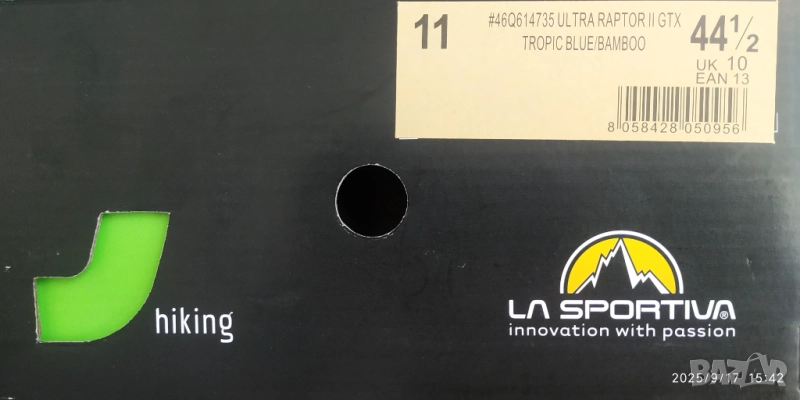 11
#46Q614735 ULTRA RAPTOR II GTX
TROPIC BLUE/BAMBOO
44½
UK 10
EAN 13
8 058428 050956
hiking
LA SPORTIVA®
innovation with passion
BAZAR
2025/9/17 15:42